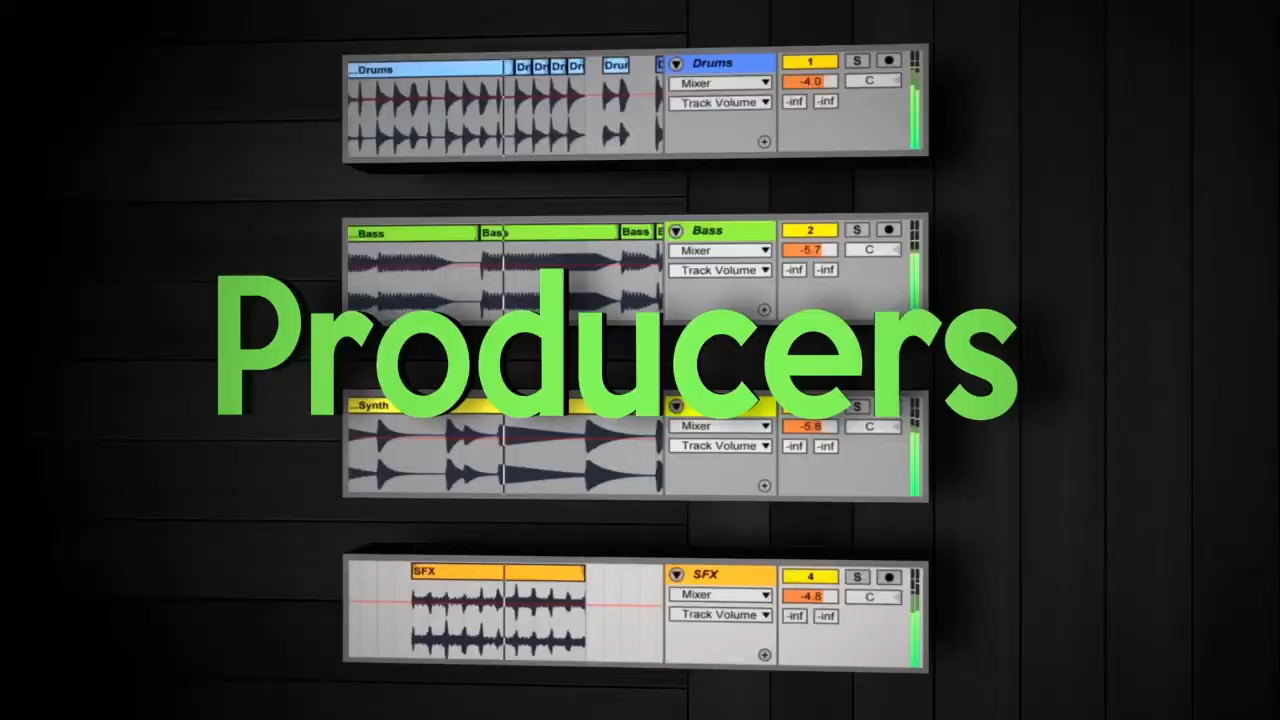 ...Drums Dr Dr Dr Dr Drur Drums 1 S
Mixer -4.0 C
Track Volume -inf -inf
...Bass Bass Bass Bass 2 S
Mixer -5.7 C
Track Volume -inf -inf
Producers
...Synth S
Mixer -5.8 C
Track Volume -inf -inf
SFX SFX 4 S
Mixer -4.8 C
Track Volume -inf -inf